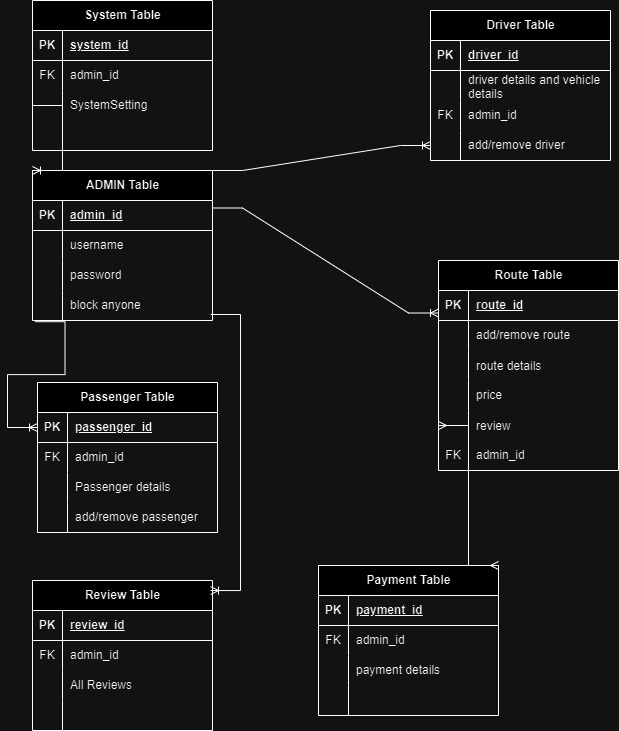 System Table
PK system_id
FK admin_id
SystemSetting
Driver Table
PK driver_id
driver details and vehicle
details
FK admin_id
add/remove driver
ADMIN Table
PK admin_id
username
password
block anyone
Route Table
PK route_id
add/remove route
route details
price
review
FK admin_id
Passenger Table
PK passenger_id
FK admin_id
Passenger details
add/remove passenger
Review Table
PK review_id
FK admin_id
All Reviews
Payment Table
PK payment_id
FK admin_id
payment details